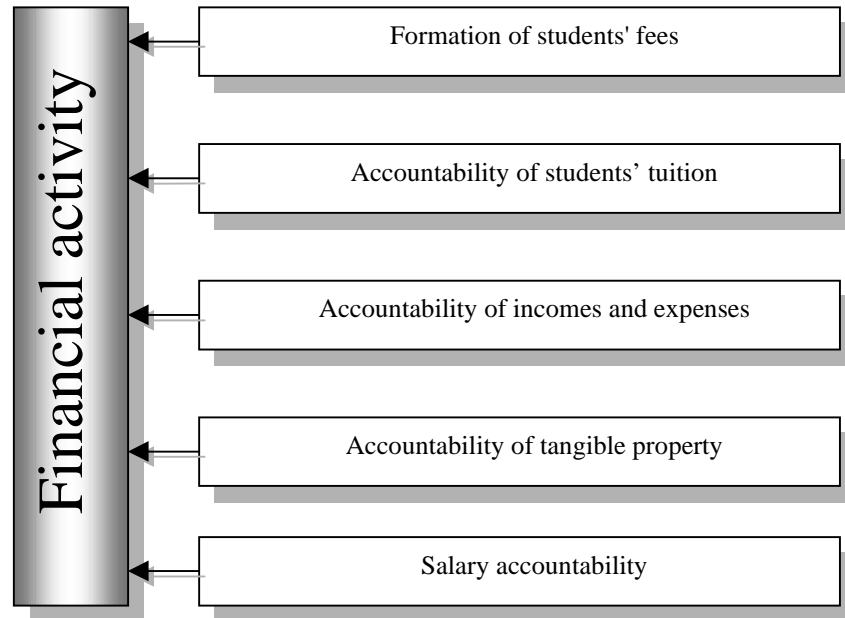 Financial activity
Formation of students' fees
Accountability of students’ tuition
Accountability of incomes and expenses
Accountability of tangible property
Salary accountability